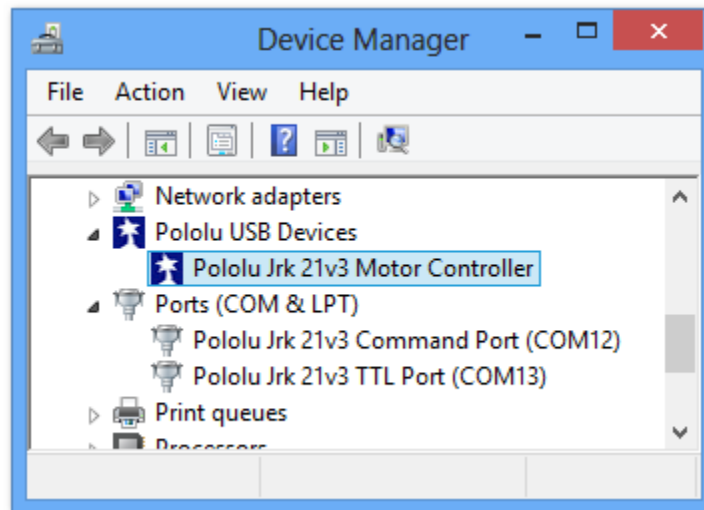 Device Manager
File Action View Help
Network adapters
Pololu USB Devices
Pololu Jrk 21v3 Motor Controller
Ports (COM & LPT)
Pololu Jrk 21v3 Command Port (COM12)
Pololu Jrk 21v3 TTL Port (COM13)
Print queues
Processors